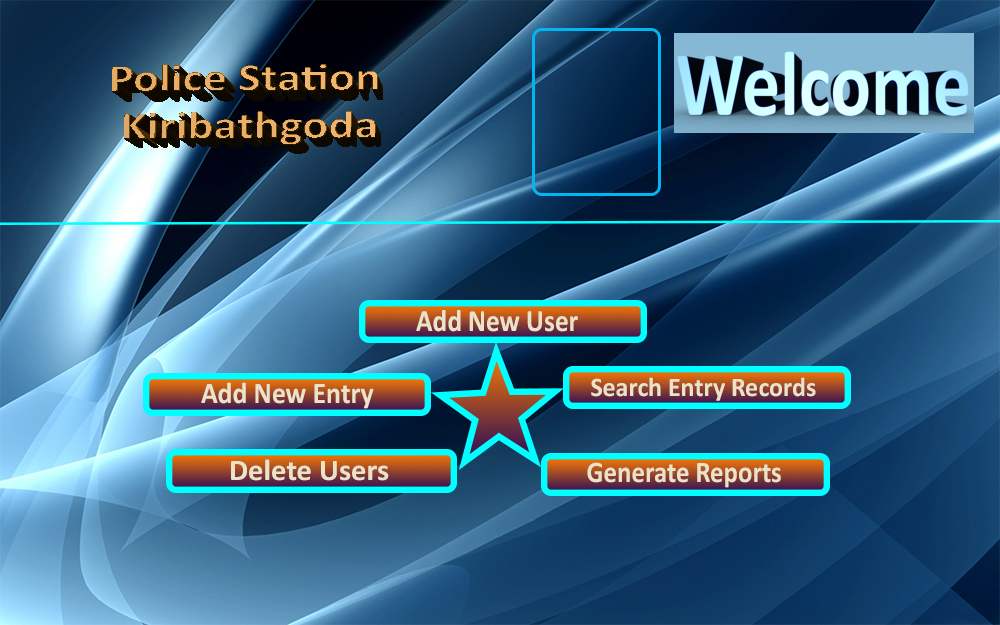 Police Station
Kiribathgoda
Welcome
Add New User
Add New Entry
Search Entry Records
Delete Users
Generate Reports